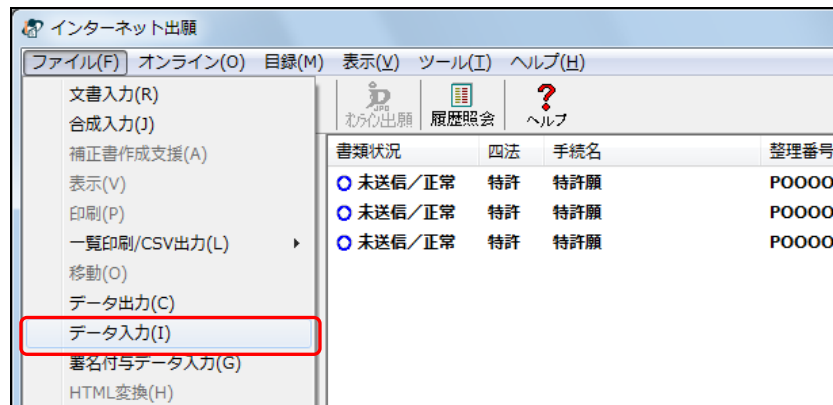 インターネット出願
ファイル(F) オンライン(O) 目録(M) 表示(V) ツール(T) ヘルプ(H)
文書入力(R)
合成入力(J)
補正書作成支援(A)
表示(V)
印刷(P)
一覧印刷/CSV出力(L)
移動(O)
データ出力(C)
データ入力(I)
署名付与データ入力(G)
HTML変換(H)
JPO
オンライン出願 履歴照会 ヘルプ
書類状況 四法 手続名 整理番号
未送信/正常 特許 特許願 P0000
未送信/正常 特許 特許願 P0000
未送信/正常 特許 特許願 P0000